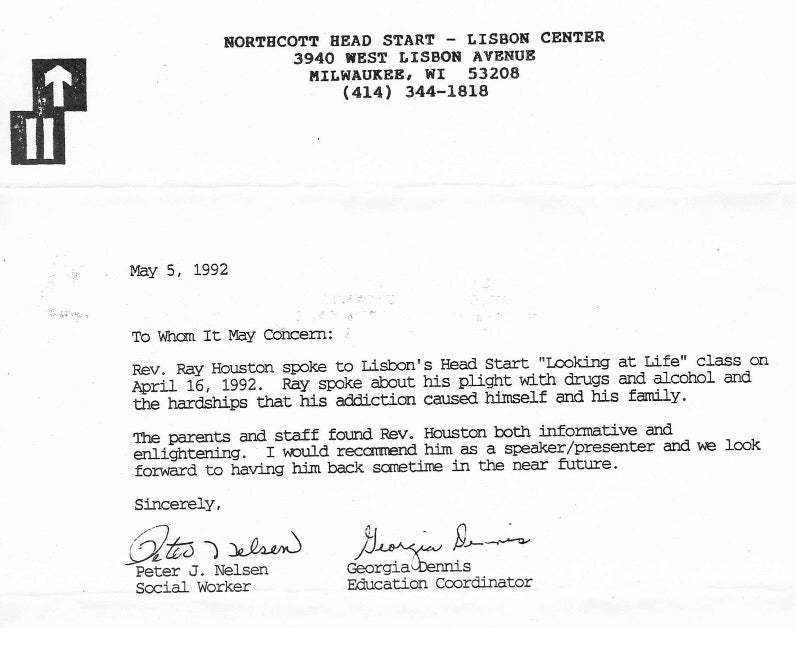 NORTHCOTT HEAD START - LISBON CENTER
3940 WEST LISBON AVENUE
MILWAUKEE, WI 53208
(414) 344-1818
May 5, 1992
To Whom It May Concern:
Rev. Ray Houston spoke to Lisbon's Head Start "Looking at Life" class on
April 16, 1992. Ray spoke about his plight with drugs and alcohol and
the hardships that his addiction caused himself and his family.
The parents and staff found Rev. Houston both informative and
enlightening. I would recommend him as a speaker/presenter and we look
forward to having him back sometime in the near future.
Sincerely,
Peter J Nelsen
Georgia Dennis
Peter J. Nelsen
Georgia Dennis
Social Worker
Education Coordinator